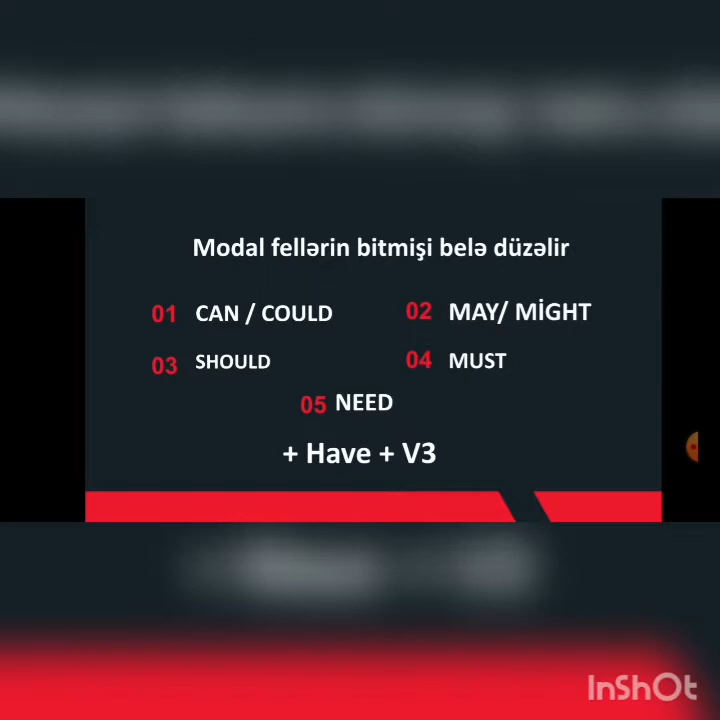 Modal fellərin bitmişi belə düzəlir
01 CAN / COULD
02 MAY/ MİGHT
03 SHOULD
04 MUST
05 NEED
+ Have + V3
InShOt